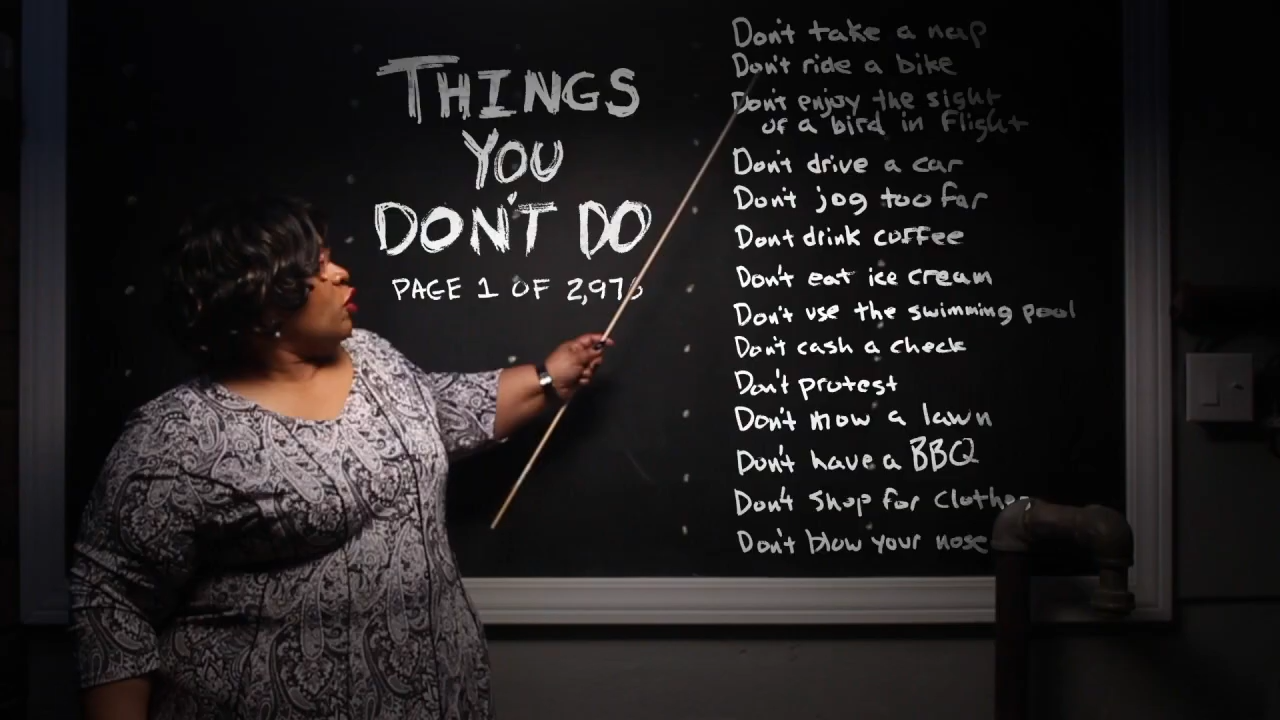 THINGS
YOU
DON'T DO
PAGE 1 OF 2,976
Don't take a nap
Don't ride a bike
Don't enjoy the sight
of a bird in flight
Don't drive a car
Don't jog too far
Dont drink coffee
Don't eat ice cream
Don't use the swimming pool
Don't cash a check
Don't protest
Don't mow a lawn
Don't have a BBQ
Don't shop for clothes
Don't blow your nose